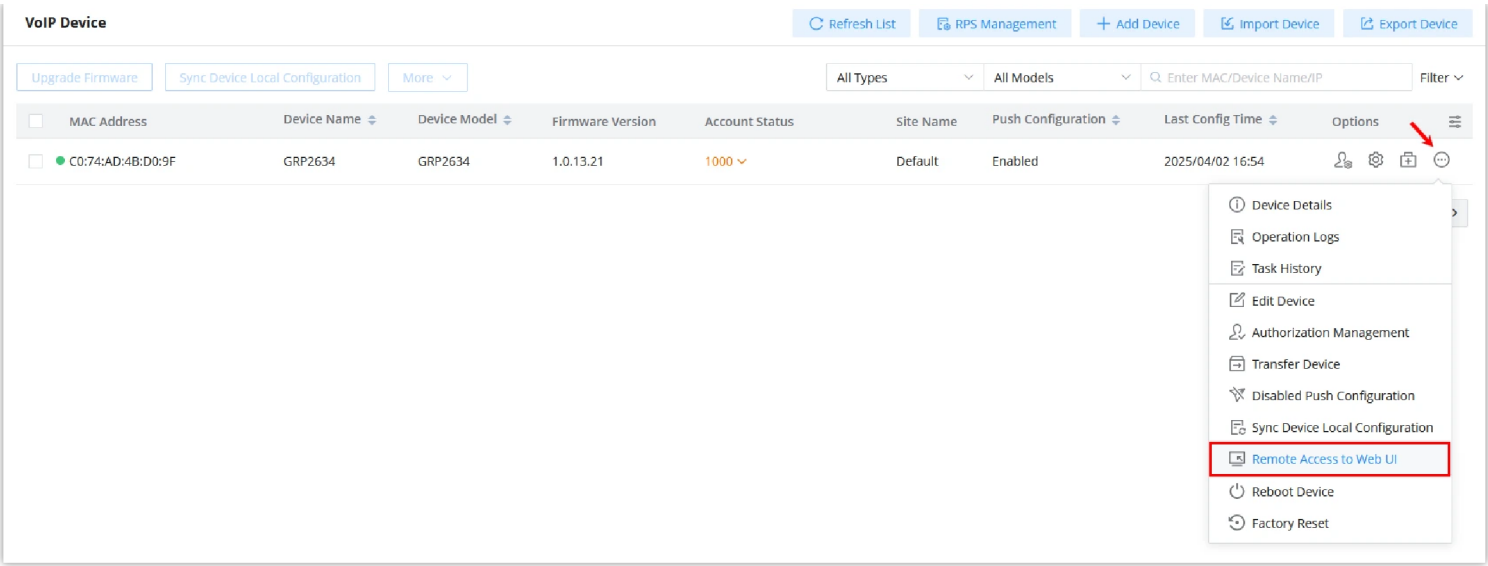 VoIP Device
Refresh List
RPS Management
Add Device
Import Device
Export Device
Upgrade Firmware
Sync Device Local Configuration
More
All Types
All Models
Enter MAC/Device Name/IP
Filter
MAC Address Device Name Device Model Firmware Version Account Status Site Name Push Configuration Last Config Time Options
C0:74:AD:4B:D0:9F GRP2634 GRP2634 1.0.13.21 1000 Default Enabled 2025/04/02 16:54
Device Details
Operation Logs
Task History
Edit Device
Authorization Management
Transfer Device
Disabled Push Configuration
Sync Device Local Configuration
Remote Access to Web UI
Reboot Device
Factory Reset